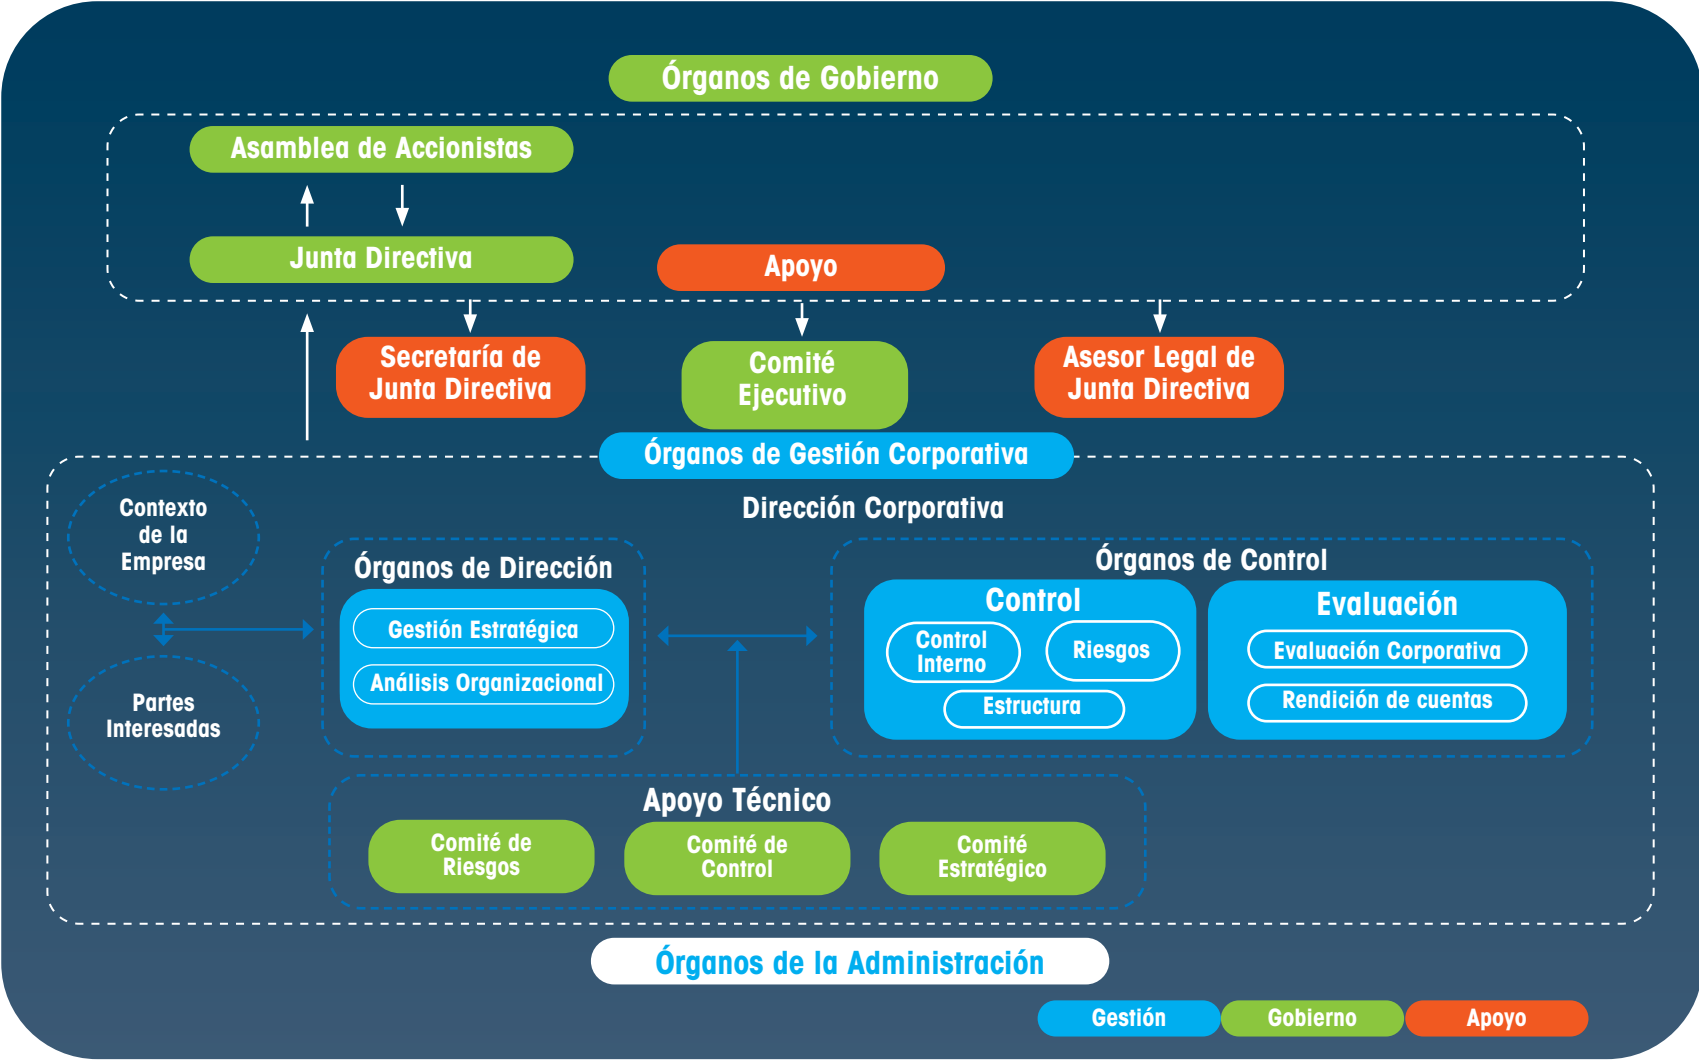 Órganos de Gobierno
Asamblea de Accionistas
Junta Directiva
Apoyo
Secretaría de
Junta Directiva
Comité
Ejecutivo
Asesor Legal de
Junta Directiva
Órganos de Gestión Corporativa
Dirección Corporativa
Contexto
de la
Empresa
Partes
Interesadas
Órganos de Dirección
Gestión Estratégica
Análisis Organizacional
Órganos de Control
Control
Control
Interno
Riesgos
Estructura
Evaluación
Evaluación Corporativa
Rendición de cuentas
Apoyo Técnico
Comité de
Riesgos
Comité de
Control
Comité
Estratégico
Órganos de la Administración
Gestión
Gobierno
Apoyo